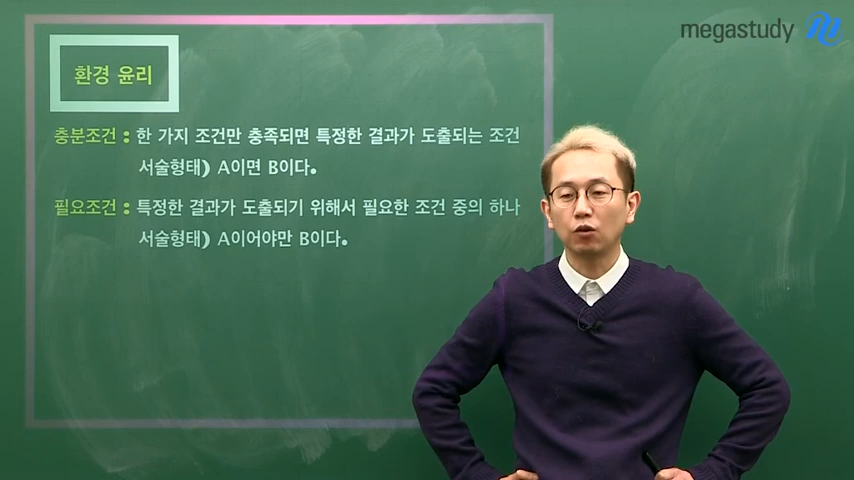 megastudy
환경 윤리
충분조건 : 한 가지 조건만 충족되면 특정한 결과가 도출되는 조건
서술형태) A이면 B이다.
필요조건 : 특정한 결과가 도출되기 위해서 필요한 조건 중의 하나
서술형태) A이어야만 B이다.